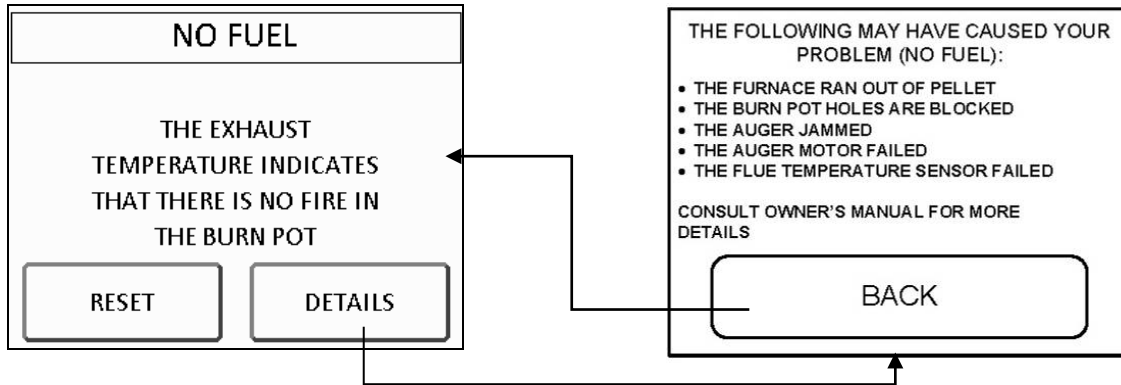 NO FUEL
THE EXHAUST
TEMPERATURE INDICATES
THAT THERE IS NO FIRE IN
THE BURN POT
RESET
DETAILS
THE FOLLOWING MAY HAVE CAUSED YOUR
PROBLEM (NO FUEL):
• THE FURNACE RAN OUT OF PELLET
• THE BURN POT HOLES ARE BLOCKED
• THE AUGER JAMMED
• THE AUGER MOTOR FAILED
• THE FLUE TEMPERATURE SENSOR FAILED
CONSULT OWNER'S MANUAL FOR MORE
DETAILS
BACK